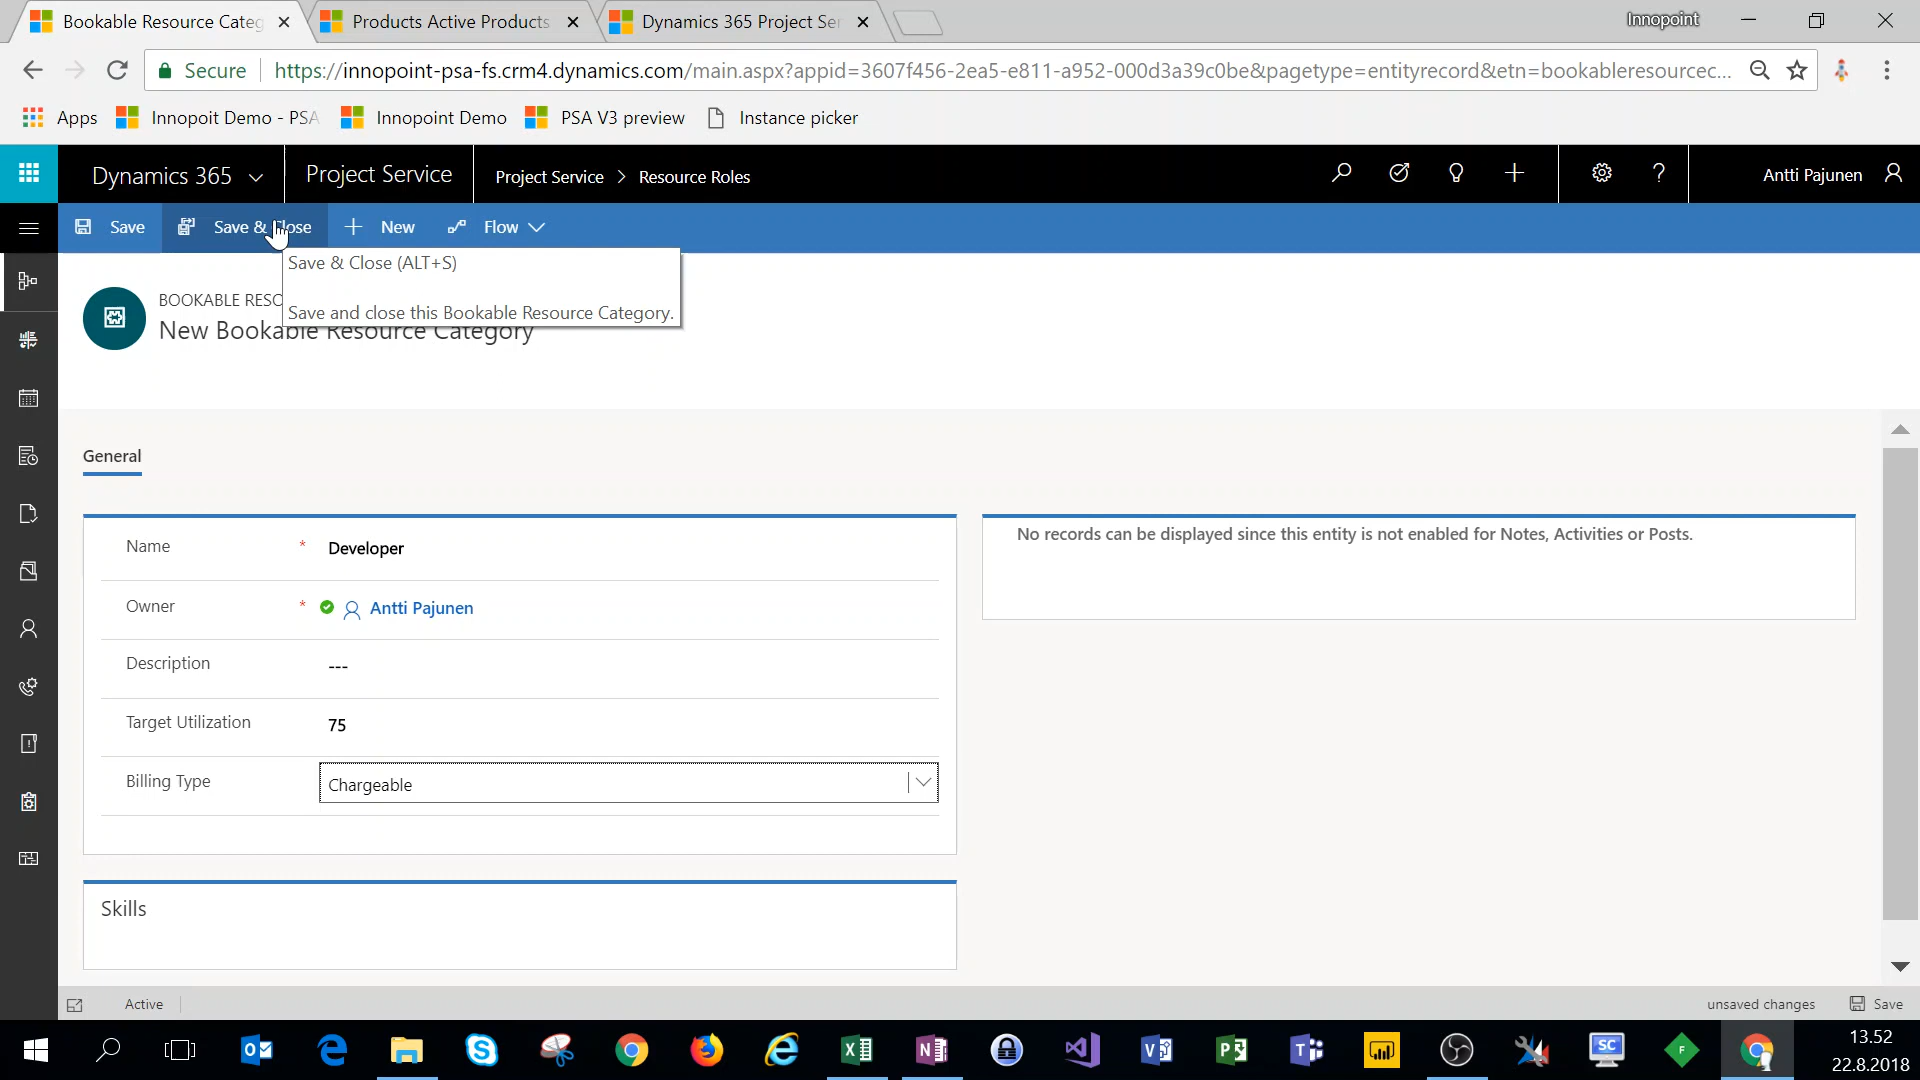 Bookable Resource Categ
Products Active Products
Dynamics 365 Project Ser
Innopoint
Secure
https://innopoint-psa-fs.crm4.dynamics.com/main.aspx?appid=3607f456-2ea5-e811-a952-000d3a39c0be&pagetype=entityrecord&etn=bookableresourcec...
Apps
Innopoit Demo - PSA
Innopoint Demo
PSA V3 preview
Instance picker
Dynamics 365
Project Service
Project Service > Resource Roles
Antti Pajunen
Save
Save & Close
New
Flow
Save & Close (ALT+S)
Save and close this Bookable Resource Category.
BOOKABLE RESO
New Bookable Resource Category
General
Name * Developer
Owner * Antti Pajunen
Description ---
Target Utilization 75
Billing Type Chargeable
No records can be displayed since this entity is not enabled for Notes, Activities or Posts.
Skills
Active
unsaved changes
Save
13.52
22.8.2018